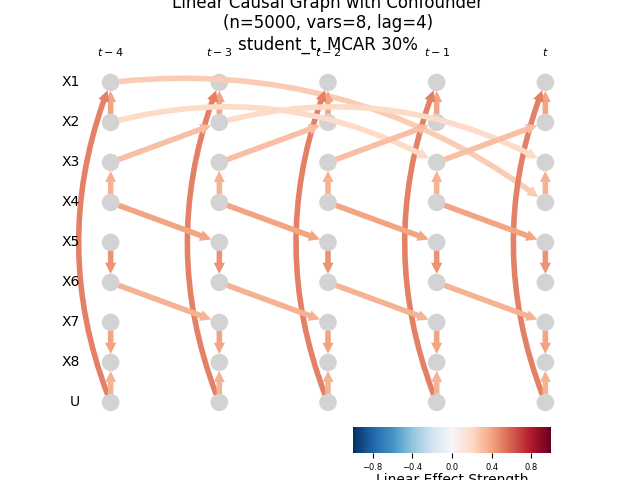 Linear Causal Graph with Confounder
(n=5000, vars=8, lag=4)
student_t, MCAR 30%
t−4 t−3 t−2 t−1 t
X1
X2
X3
X4
X5
X6
X7
X8
U
−0.8 −0.4 0.0 0.4 0.8
Linear Effect Strength